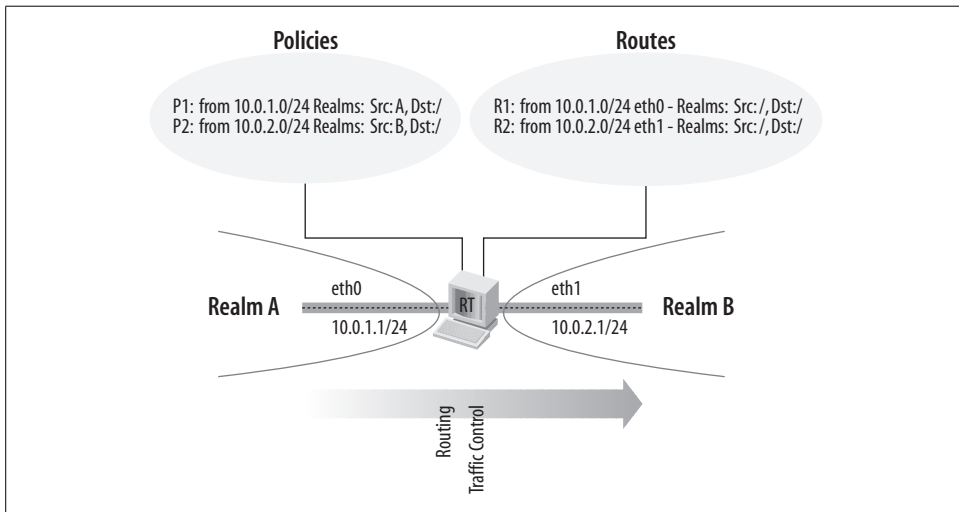 Policies
Routes
P1: from 10.0.1.0/24 Realms: Src: A, Dst:/
P2: from 10.0.2.0/24 Realms: Src: B, Dst:/
R1: from 10.0.1.0/24 eth0 - Realms: Src: /, Dst:/
R2: from 10.0.2.0/24 eth1 - Realms: Src: /, Dst:/
Realm A
eth0
10.0.1.1/24
RT
eth1
10.0.2.1/24
Realm B
Routing
Traffic Control